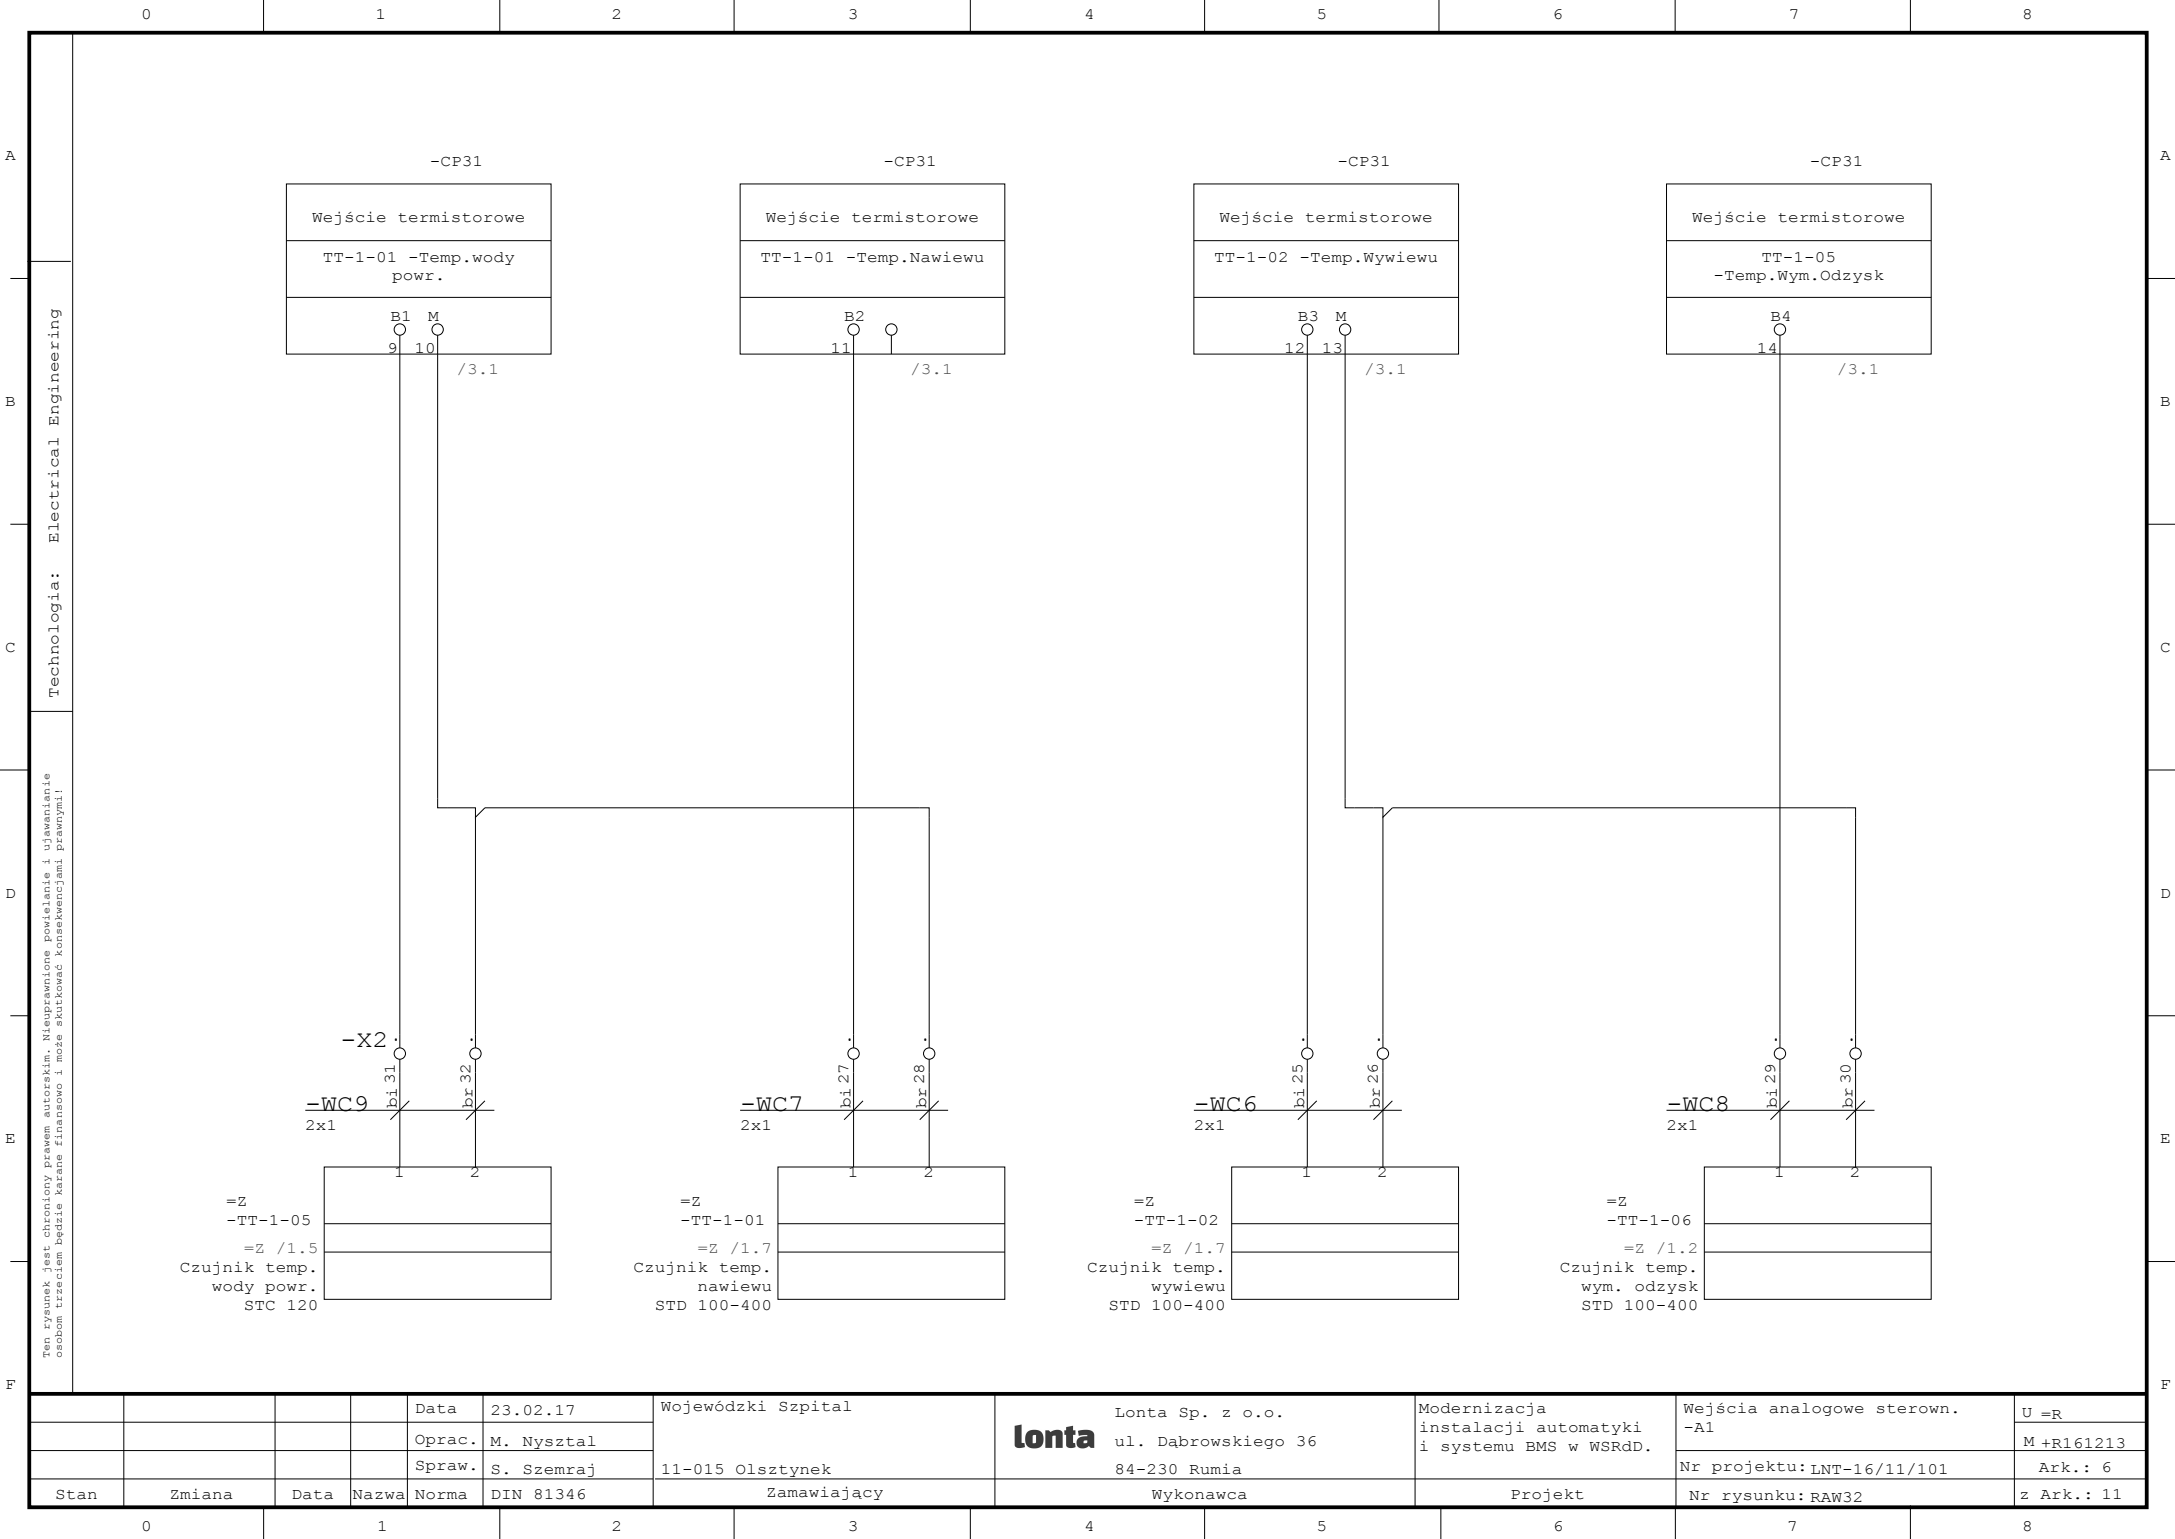 0 1 2 3 4 5 6 7 8
A A
-CP31 -CP31 -CP31 -CP31
Wejście termistorowe Wejście termistorowe Wejście termistorowe Wejście termistorowe
TT-1-01 -Temp.wody
powr.
TT-1-01 -Temp.Nawiewu
TT-1-02 -Temp.Wywiewu
TT-1-05
-Temp.Wym.Odzysk
B1 M B2 B3 M B4
9 10 11 12 13 14
/3.1 /3.1 /3.1 /3.1
B B
Technologia: Electrical Engineering
C C
D D
Ten rysunek jest chroniony prawem autorskim. Nieuprawnione powielanie i ujawanianie
osobom trzeciem będzie karane finansowo i może skutkować konsekwencjami prawnymi!
-X2
bi 31 br 32 bi 27 br 28 bi 25 br 26 bi 29 br 30
-WC9 -WC7 -WC6 -WC8
2x1 2x1 2x1 2x1
E E
1 2 1 2 1 2 1 2
=Z
-TT-1-05
=Z /1.5
Czujnik temp.
wody powr.
STC 120
=Z
-TT-1-01
=Z /1.7
Czujnik temp.
nawiewu
STD 100-400
=Z
-TT-1-02
=Z /1.7
Czujnik temp.
wywiewu
STD 100-400
=Z
-TT-1-06
=Z /1.2
Czujnik temp.
wym. odzysk
STD 100-400
F F
Data 23.02.17
Oprac. M. Nysztal
Spraw. S. Szemraj
Stan Zmiana Data Nazwa Norma DIN 81346
Wojewódzki Szpital
11-015 Olsztynek
Zamawiający
lonta
Lonta Sp. z o.o.
ul. Dąbrowskiego 36
84-230 Rumia
Wykonawca
Modernizacja
instalacji automatyki
i systemu BMS w WSRdD.
Projekt
Wejścia analogowe sterown.
-A1
Nr projektu: LNT-16/11/101
Nr rysunku: RAW32
U =R
M +R161213
Ark.: 6
z Ark.: 11
0 1 2 3 4 5 6 7 8